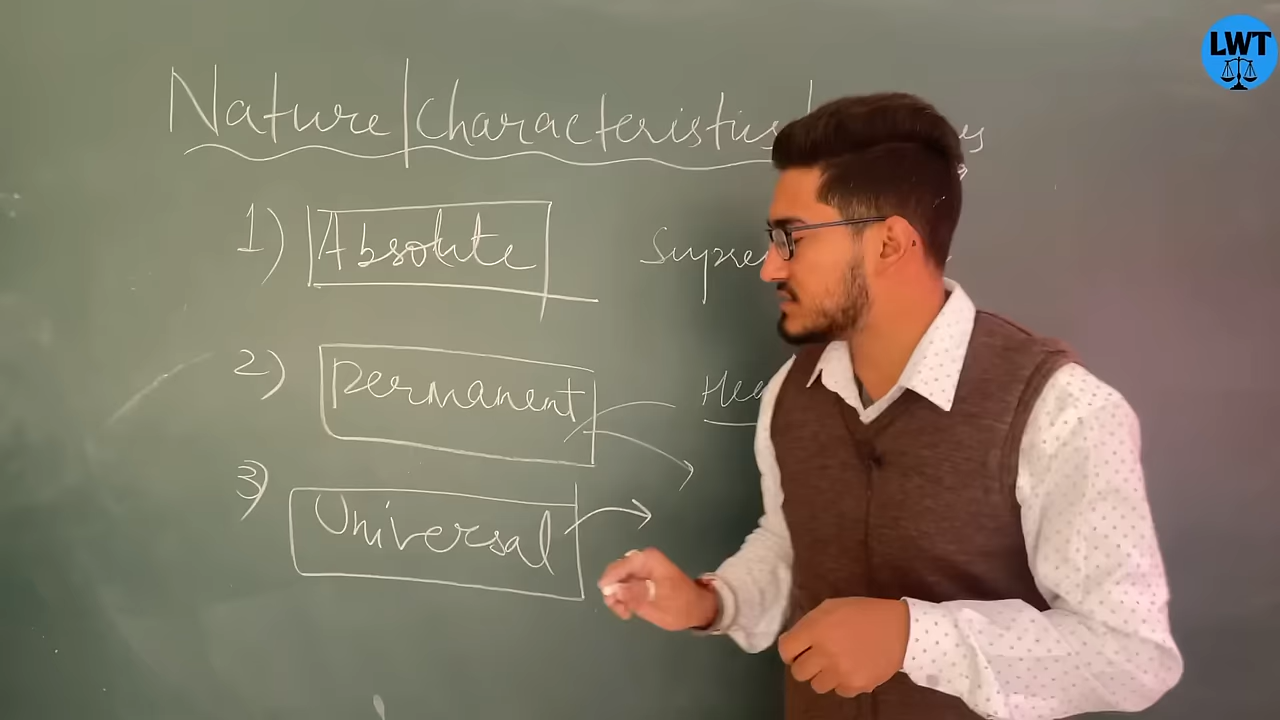 LWT
Nature/Characteristics/
1) Absolute
2) Permanent
3) Universal